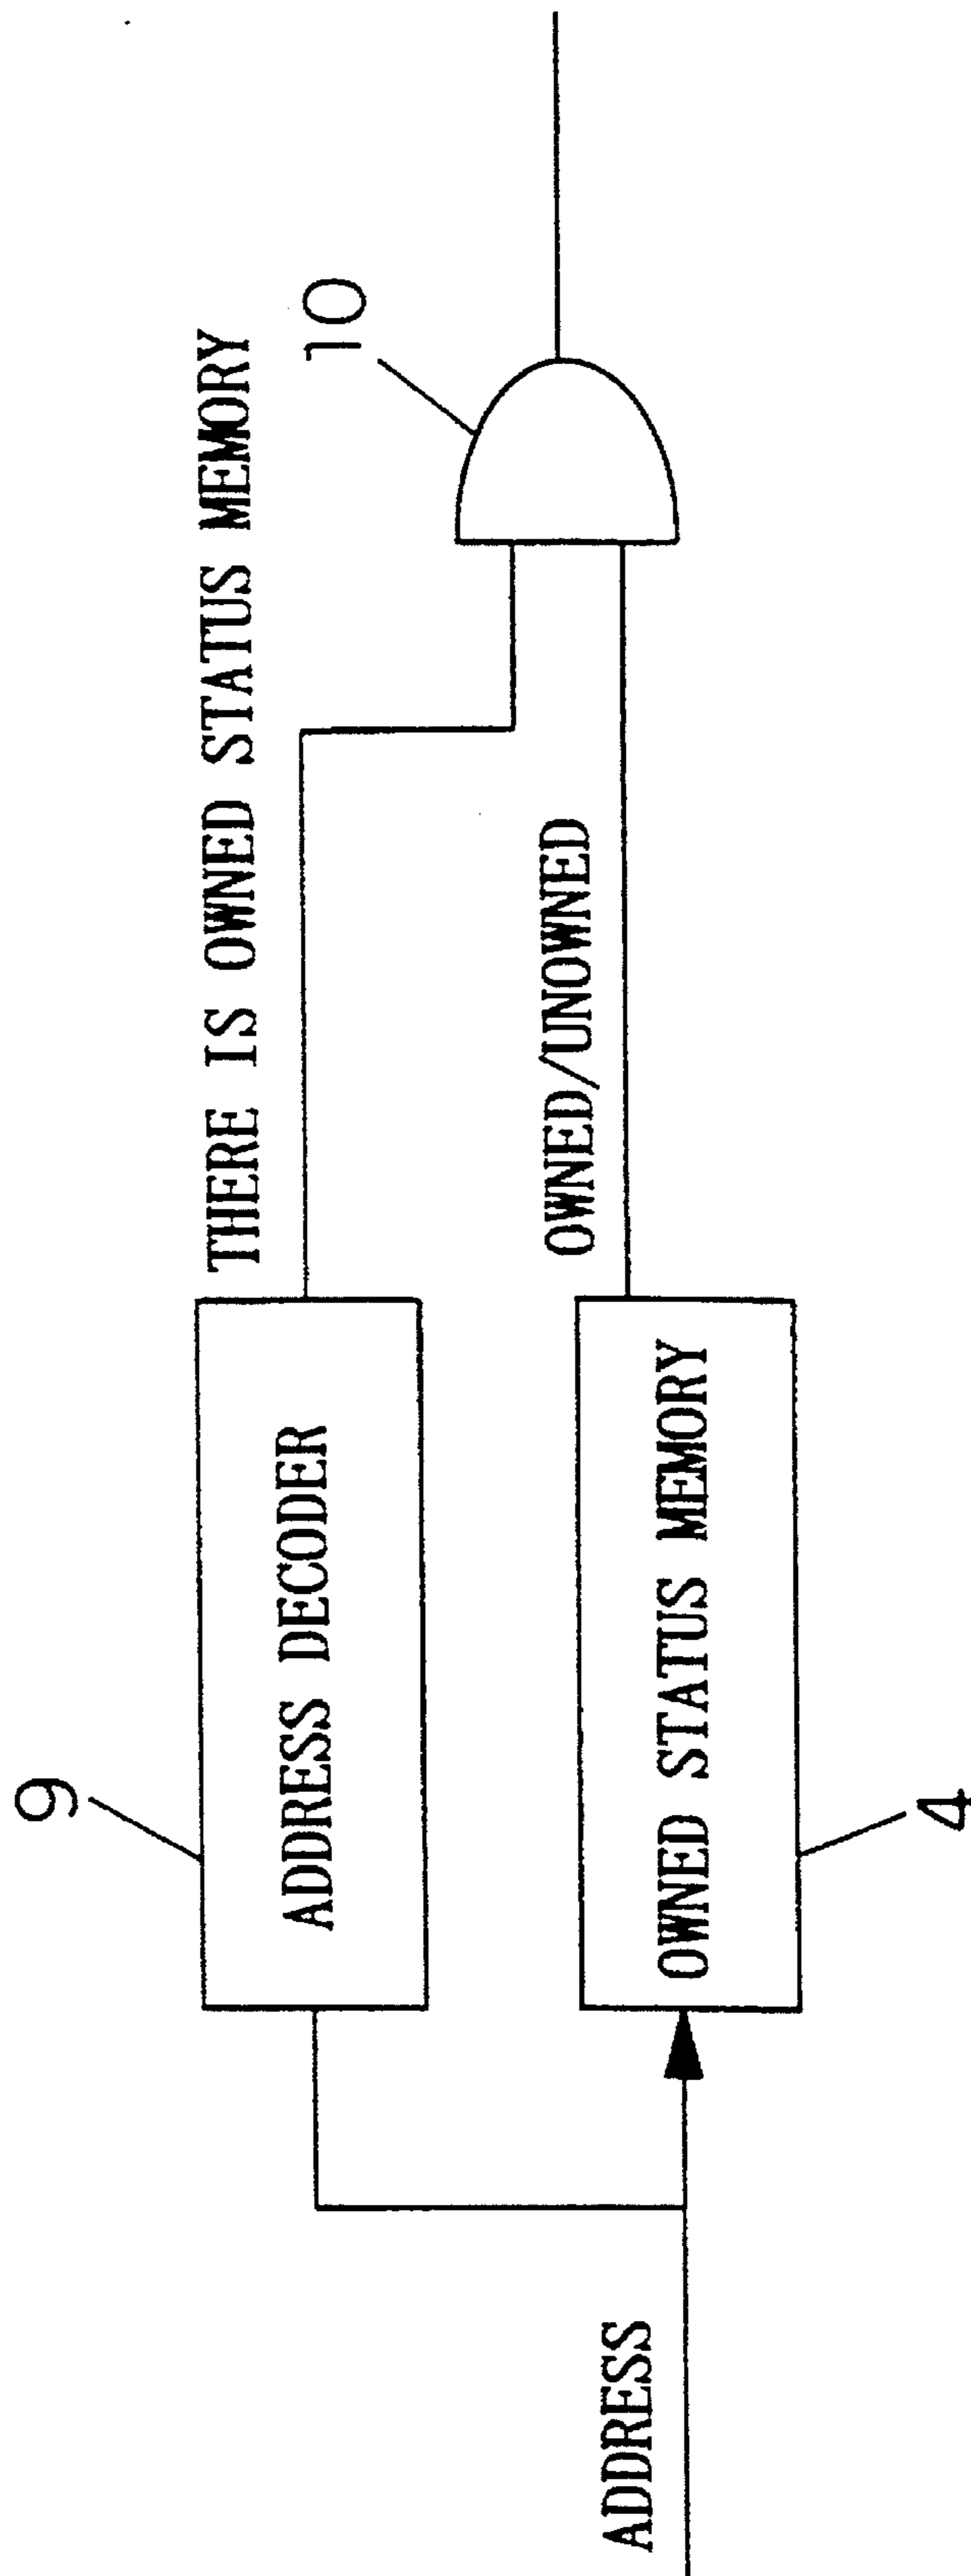 9
ADDRESS DECODER
THERE IS OWNED STATUS MEMORY
10
ADDRESS
OWNED STATUS MEMORY
OWNED/UNOWNED
4